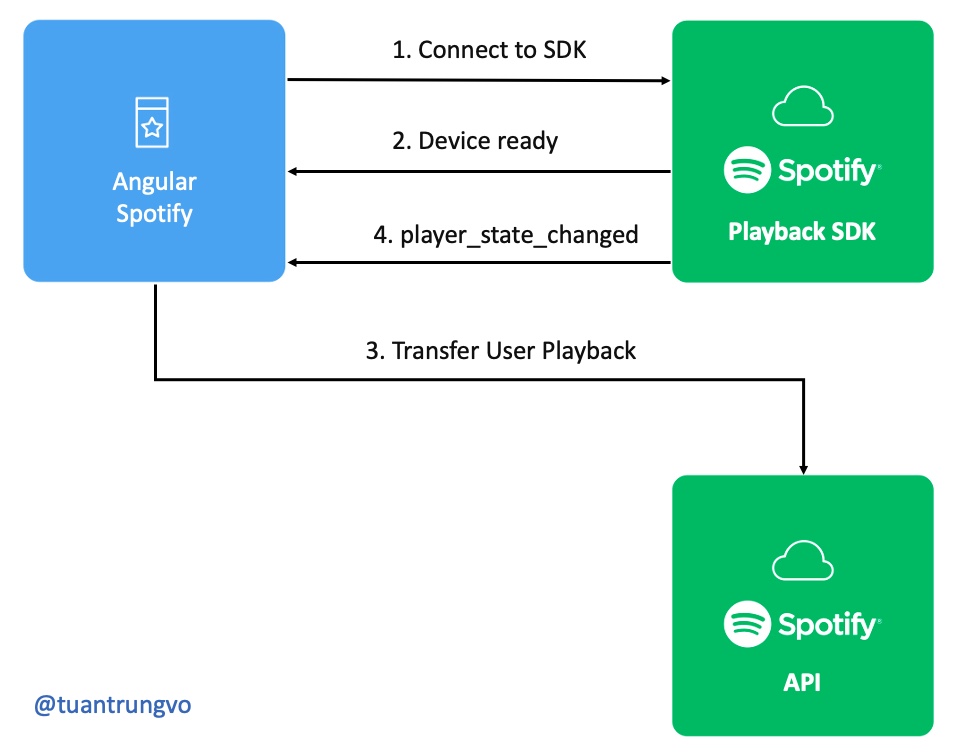 1. Connect to SDK
2. Device ready
4. player_state_changed
Angular
Spotify
Spotify®
Playback SDK
3. Transfer User Playback
Spotify®
API
@tuantrungvo